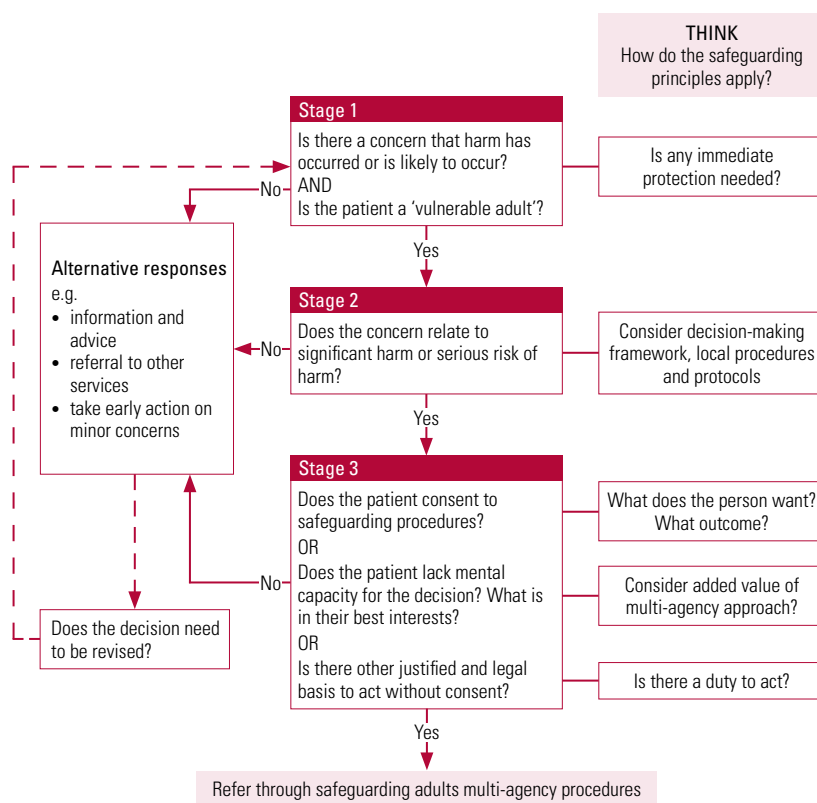 THINK
How do the safeguarding
principles apply?
Stage 1
Is there a concern that harm has
occurred or is likely to occur?
AND
Is the patient a ‘vulnerable adult’?
Is any immediate
protection needed?
No
Yes
Alternative responses
e.g.
• information and
advice
• referral to other
services
• take early action on
minor concerns
Stage 2
Does the concern relate to
significant harm or serious risk of
harm?
Consider decision-making
framework, local procedures
and protocols
No
Yes
Stage 3
Does the patient consent to
safeguarding procedures?
OR
Does the patient lack mental
capacity for the decision? What is
in their best interests?
OR
Is there other justified and legal
basis to act without consent?
What does the person want?
What outcome?
Consider added value of
multi-agency approach?
Is there a duty to act?
No
Does the decision need
to be revised?
Yes
Refer through safeguarding adults multi-agency procedures